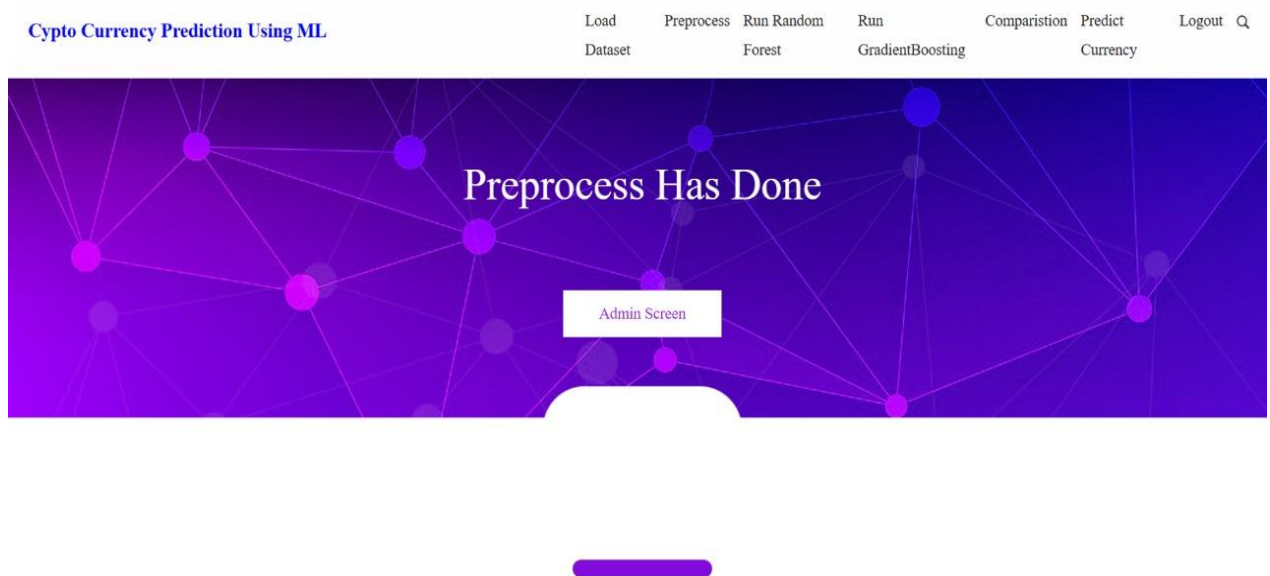 Cypto Currency Prediction Using ML
Load Dataset
Preprocess
Run Random Forest
Run GradientBoosting
Comparistion
Predict Currency
Logout
Preprocess Has Done
Admin Screen